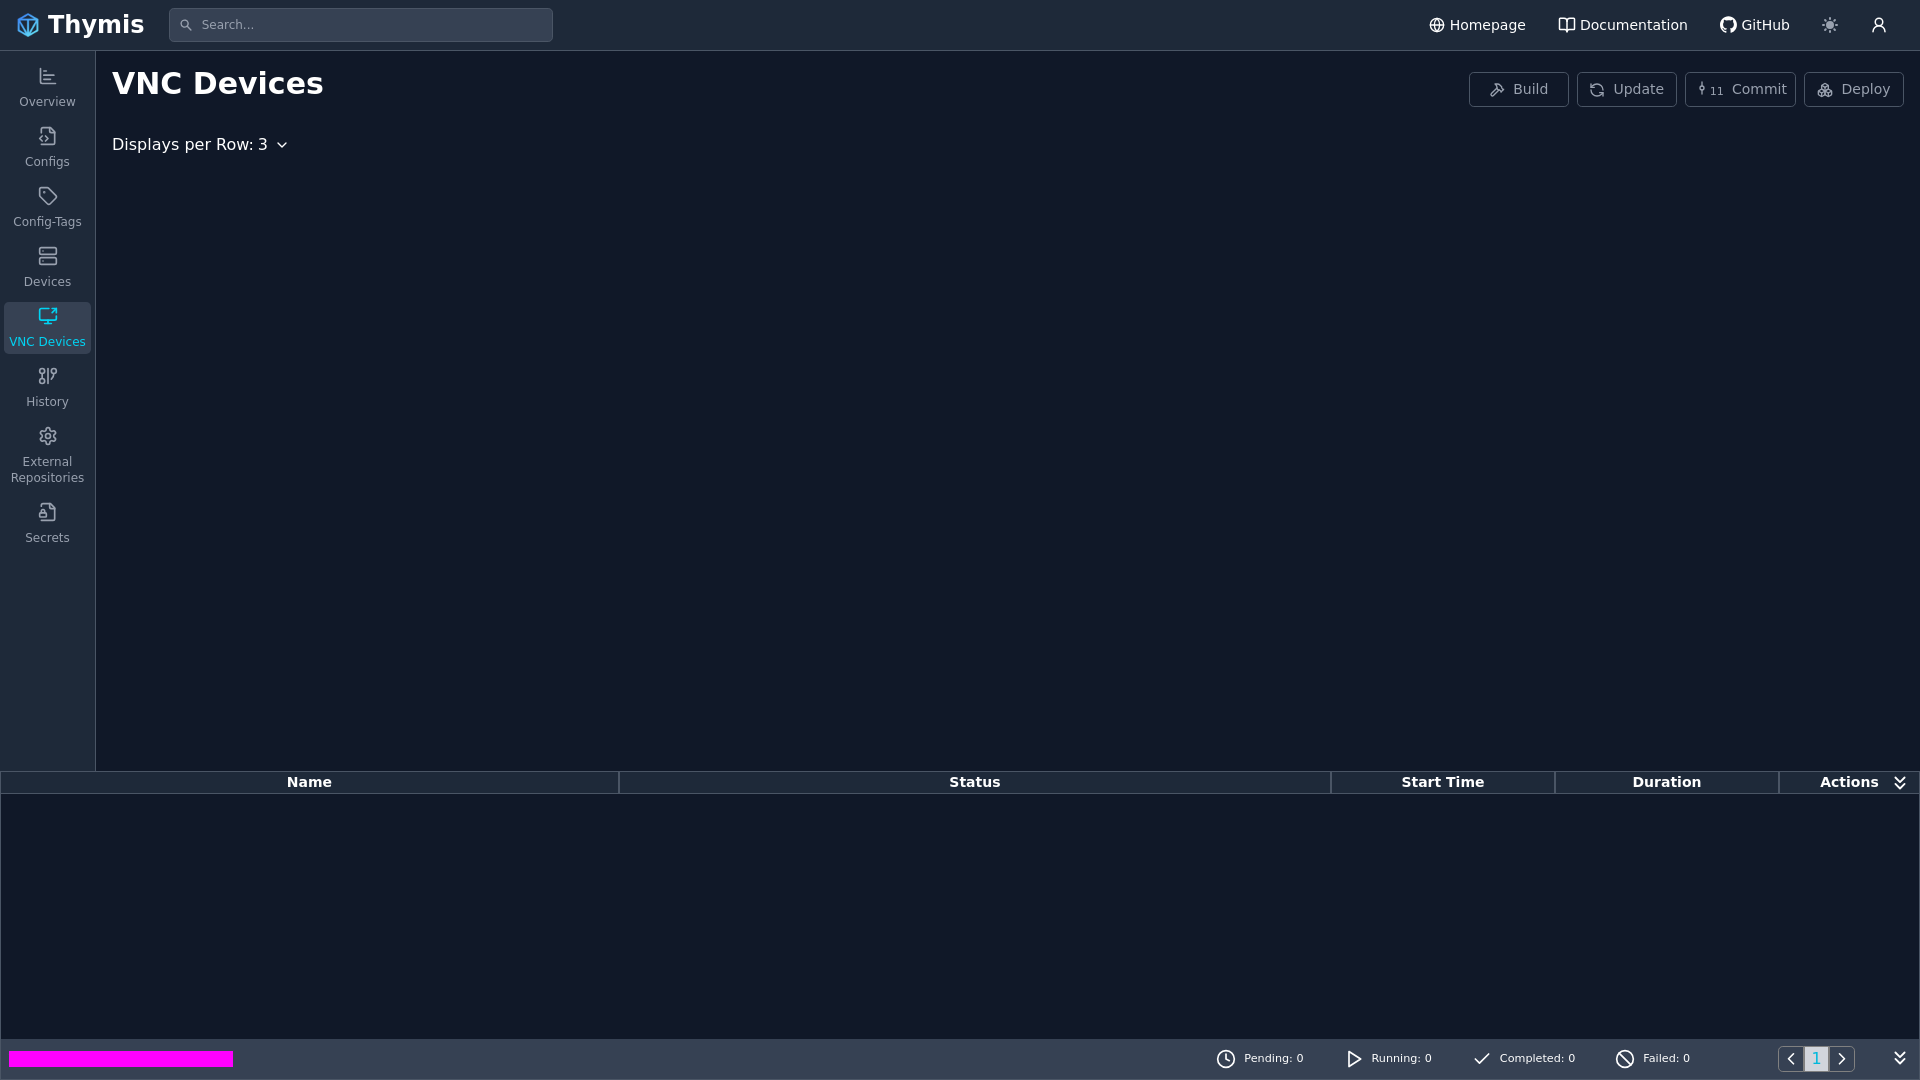 Thymis
Search...
Homepage
Documentation
GitHub
Overview
Configs
Config-Tags
Devices
VNC Devices
History
External
Repositories
Secrets
VNC Devices
Build
Update
11 Commit
Deploy
Displays per Row: 3
Name
Status
Start Time
Duration
Actions
Pending: 0
Running: 0
Completed: 0
Failed: 0
1